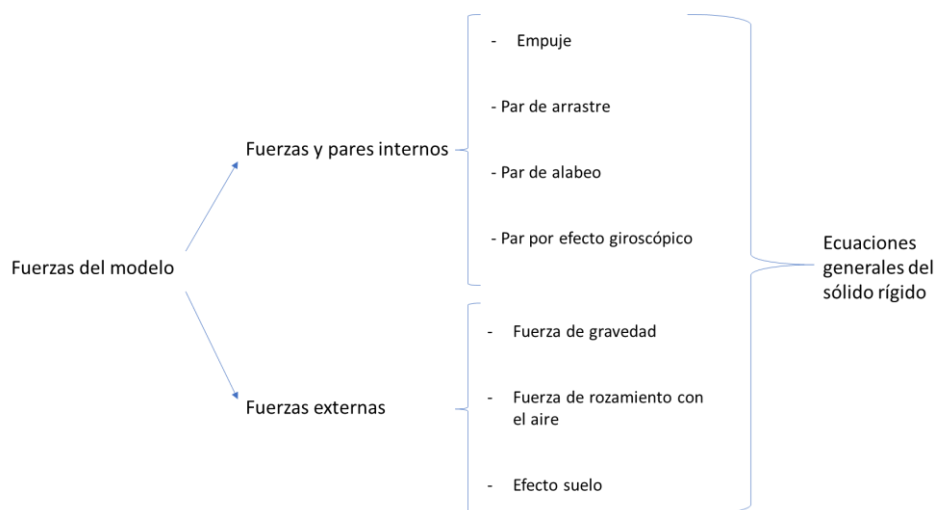 Fuerzas del modelo
Fuerzas y pares internos
- Empuje
- Par de arrastre
- Par de alabeo
- Par por efecto giroscópico
Fuerzas externas
- Fuerza de gravedad
- Fuerza de rozamiento con
el aire
- Efecto suelo
Ecuaciones
generales del
sólido rígido